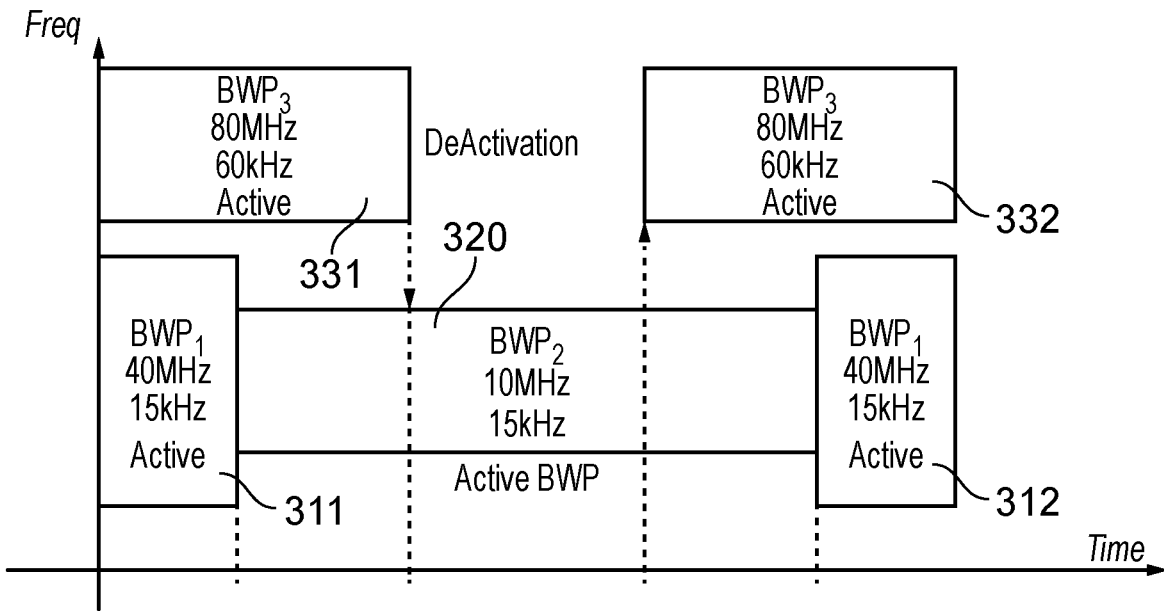 Freq
BWP3
80MHz
60kHz
Active
331
DeActivation
BWP3
80MHz
60kHz
Active
332
320
BWP1
40MHz
15kHz
Active
311
BWP2
10MHz
15kHz
Active BWP
BWP1
40MHz
15kHz
Active
312
Time